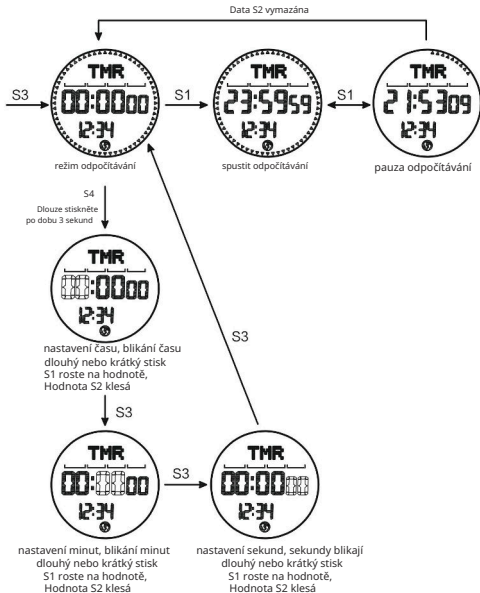 Data S2 vymazána
TMR
00:00 00
12:34
S3
režim odpočítávání
S1
TMR
23:59 59
12:34
spustit odpočítávání
S1
TMR
21:53 09
12:34
pauza odpočítávání
S4
Dlouze stiskněte
po dobu 3 sekund
TMR
00:00 00
12:34
nastavení času, blikání času
dlouhý nebo krátký stisk
S1 roste na hodnotě,
Hodnota S2 klesá
S3
S3
TMR
00:00 00
12:34
nastavení minut, blikání minut
dlouhý nebo krátký stisk
S1 roste na hodnotě,
Hodnota S2 klesá
S3
TMR
00:00 00
12:34
nastavení sekund, sekundy blikají
dlouhý nebo krátký stisk
S1 roste na hodnotě,
Hodnota S2 klesá